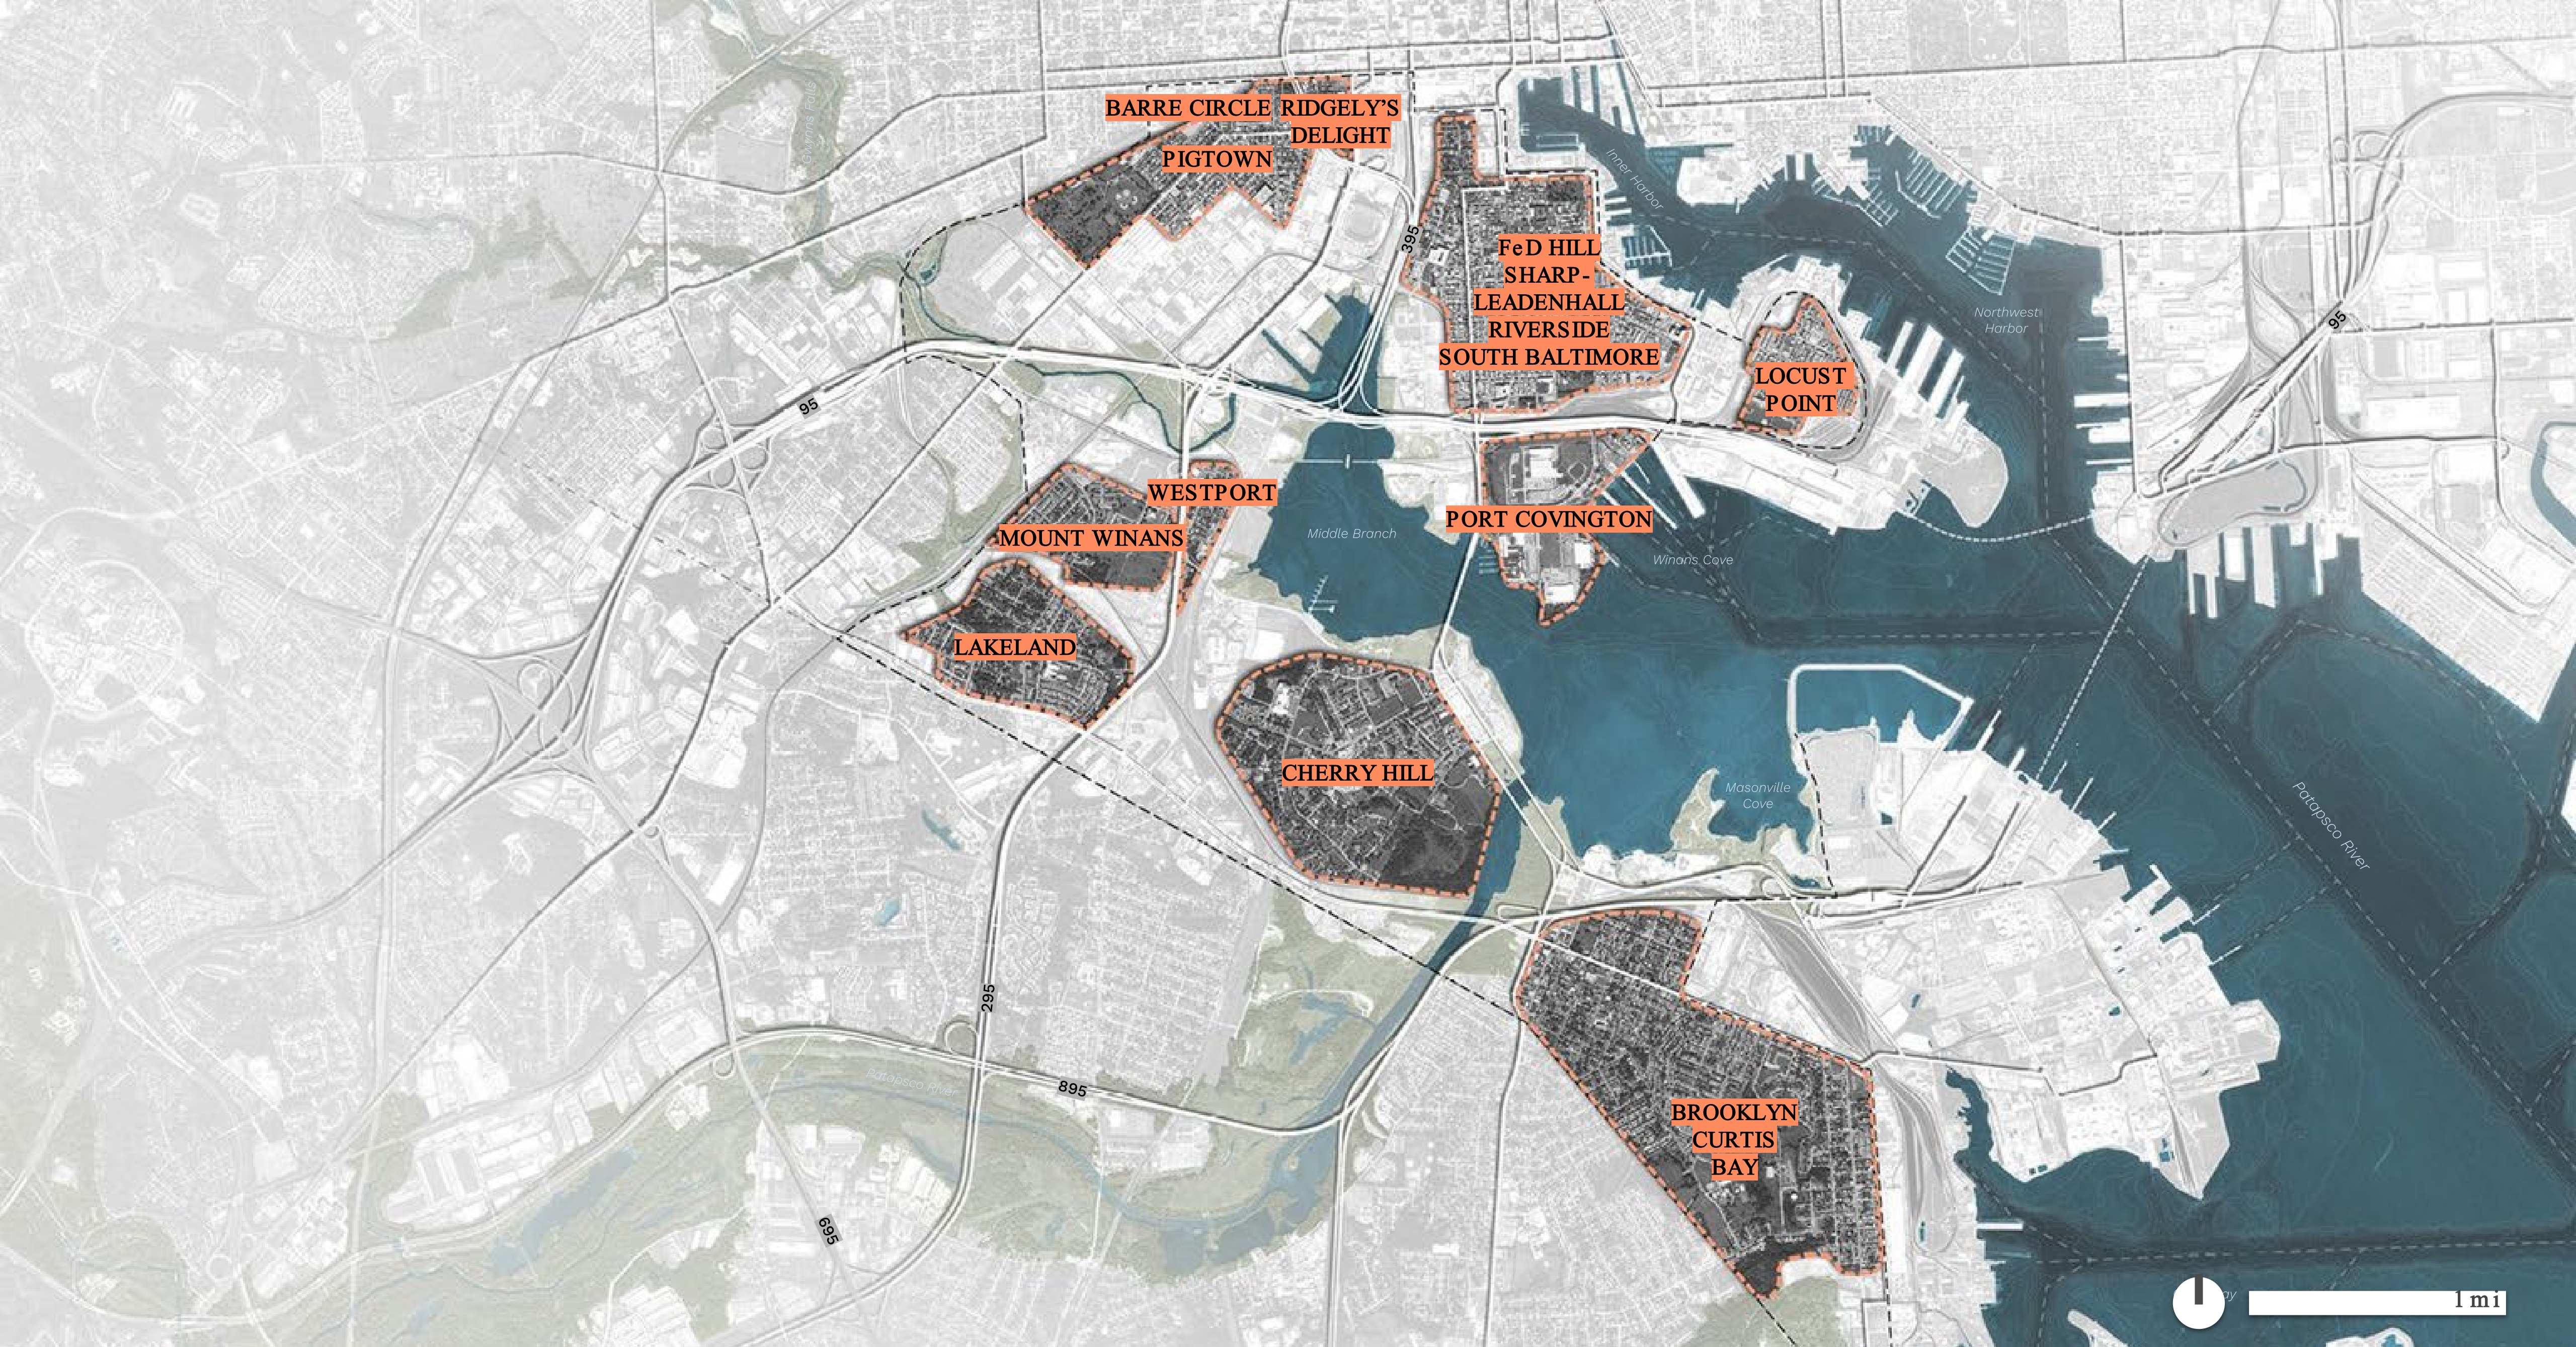 BARRE CIRCLE
RIDGELY'S
DELIGHT
PIGTOWN
Inner Harbor
395
FeD HILL
SHARP-
LEADENHALL
RIVERSIDE
SOUTH BALTIMORE
Northwest
Harbor
95
LOCUST
POINT
95
WESTPORT
MOUNT WINANS
PORT COVINGTON
Middle Branch
Winans Cove
LAKELAND
CHERRY HILL
Masonville
Cove
Patapsco River
295
895
BROOKLYN
CURTIS
BAY
695
1 mi